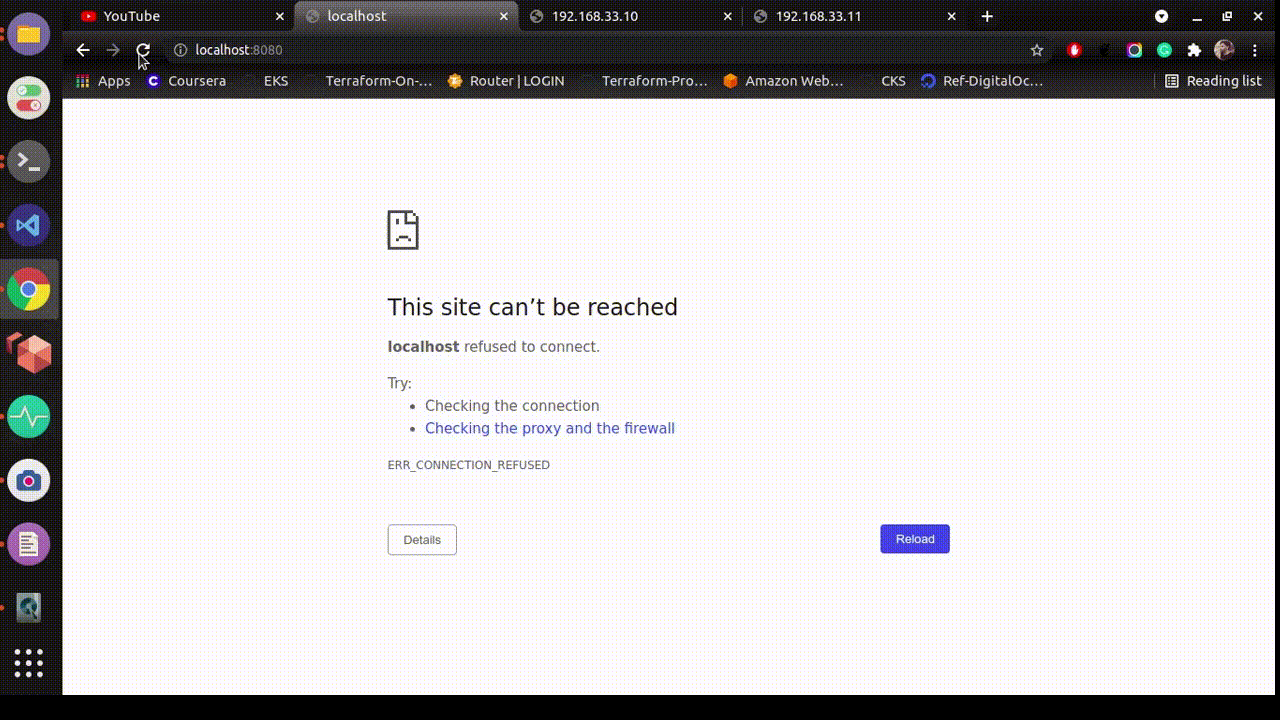 YouTube
localhost
192.168.33.10
192.168.33.11
localhost:8080
Apps
Coursera
EKS
Terraform-On-...
Router | LOGIN
Terraform-Pro...
Amazon Web...
CKS
Ref-DigitalOc...
Reading list
This site can’t be reached
localhost refused to connect.
Try:
• Checking the connection
• Checking the proxy and the firewall
ERR_CONNECTION_REFUSED
Details
Reload